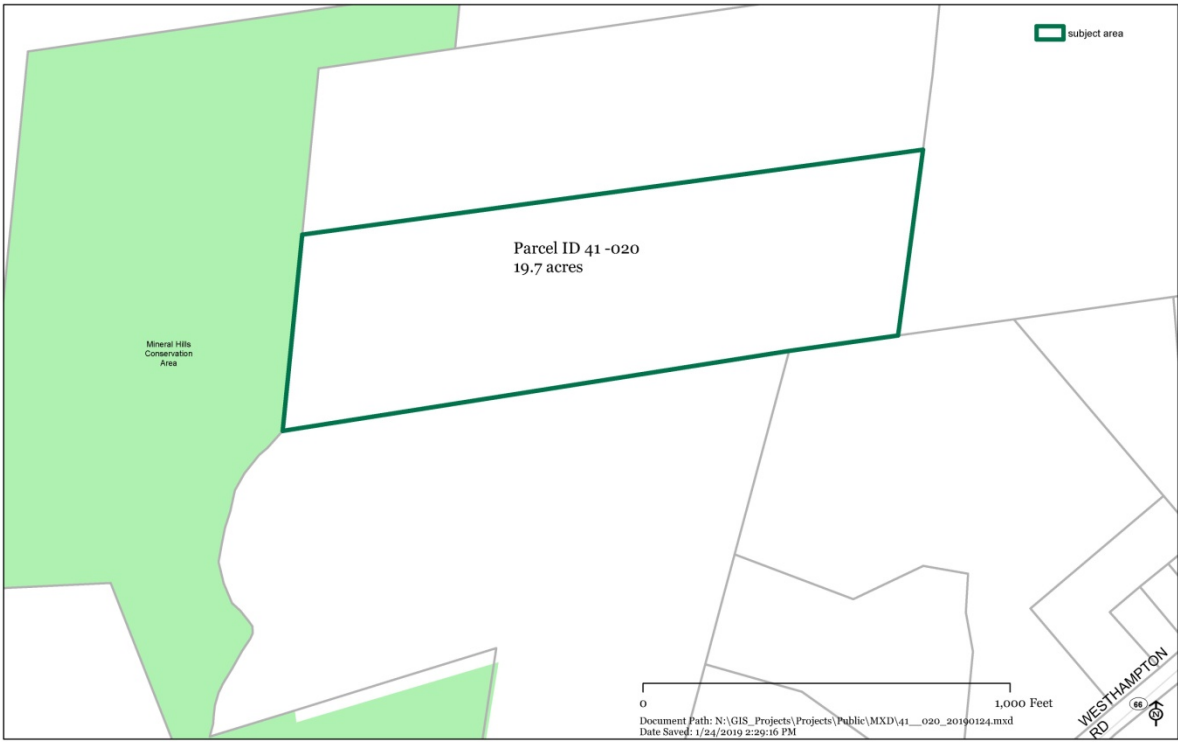 subject area
Parcel ID 41 -020
19.7 acres
Mineral Hills
Conservation
Area
0
1,000 Feet
Document Path: N:\GIS_Projects\Projects\Public\MXD\41__020_20190124.mxd
Date Saved: 1/24/2019 2:29:16 PM
WESTHAMPTON
RD
66
N